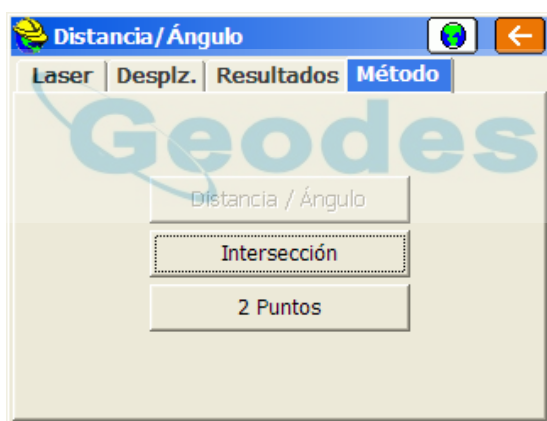 Distancia/Ángulo
Laser Desplz. Resultados Método
Geodes
Distancia / Ángulo
Intersección
2 Puntos